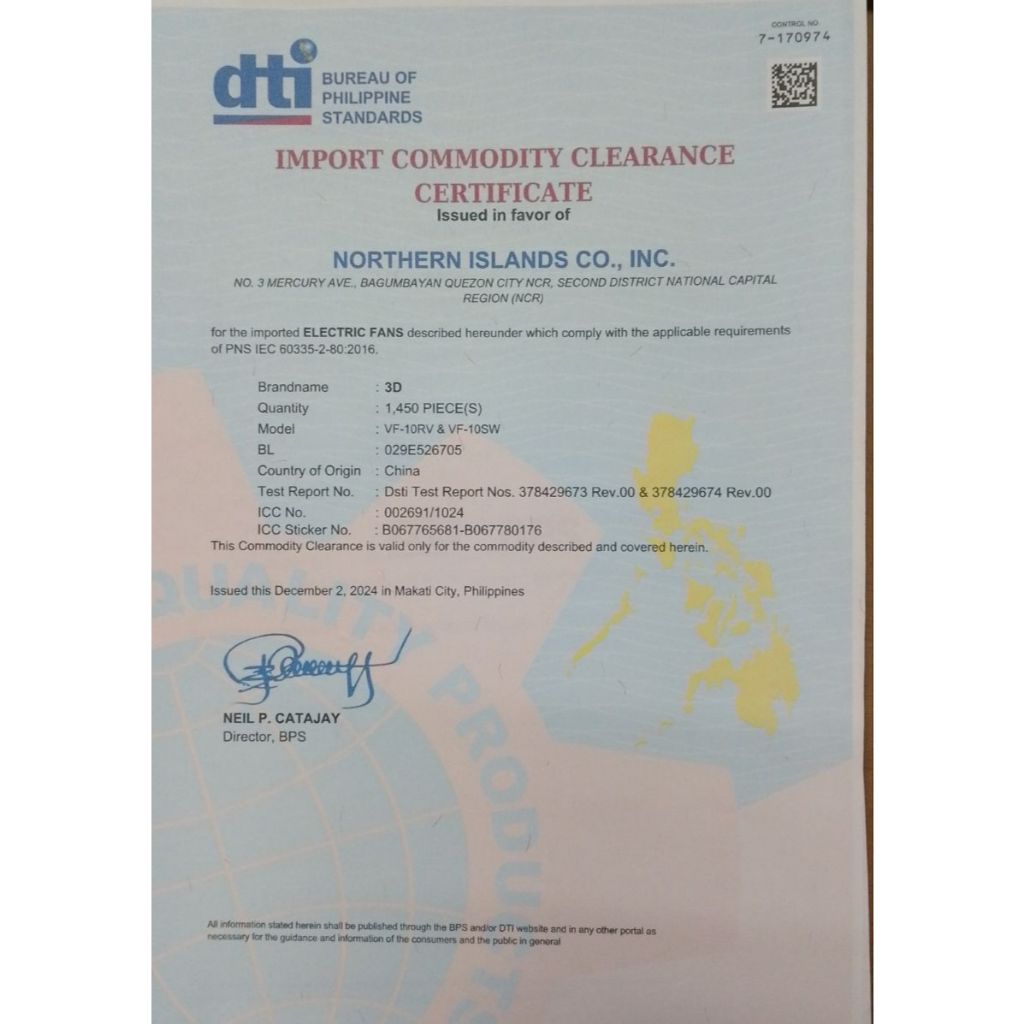 CONTROL NO.
7-170974
dti
BUREAU OF
PHILIPPINE
STANDARDS
IMPORT COMMODITY CLEARANCE
CERTIFICATE
Issued in favor of
NORTHERN ISLANDS CO., INC.
NO. 3 MERCURY AVE., BAGUMBAYAN QUEZON CITY NCR, SECOND DISTRICT NATIONAL CAPITAL
REGION (NCR)
for the imported ELECTRIC FANS described hereunder which comply with the applicable requirements
of PNS IEC 60335-2-80:2016.
Brandname : 3D
Quantity : 1,450 PIECE(S)
Model : VF-10RV & VF-10SW
BL : 029E526705
Country of Origin : China
Test Report No. : Dsti Test Report Nos. 378429673 Rev.00 & 378429674 Rev.00
ICC No. : 002691/1024
ICC Sticker No. : B067765681-B067780176
This Commodity Clearance is valid only for the commodity described and covered herein.
Issued this December 2, 2024 in Makati City, Philippines
NEIL P. CATAJAY
Director, BPS
QUALITY PRODUCTS
All information stated herein shall be published through the BPS and/or DTI website and in any other portal as
necessary for the guidance and information of the consumers and the public in general